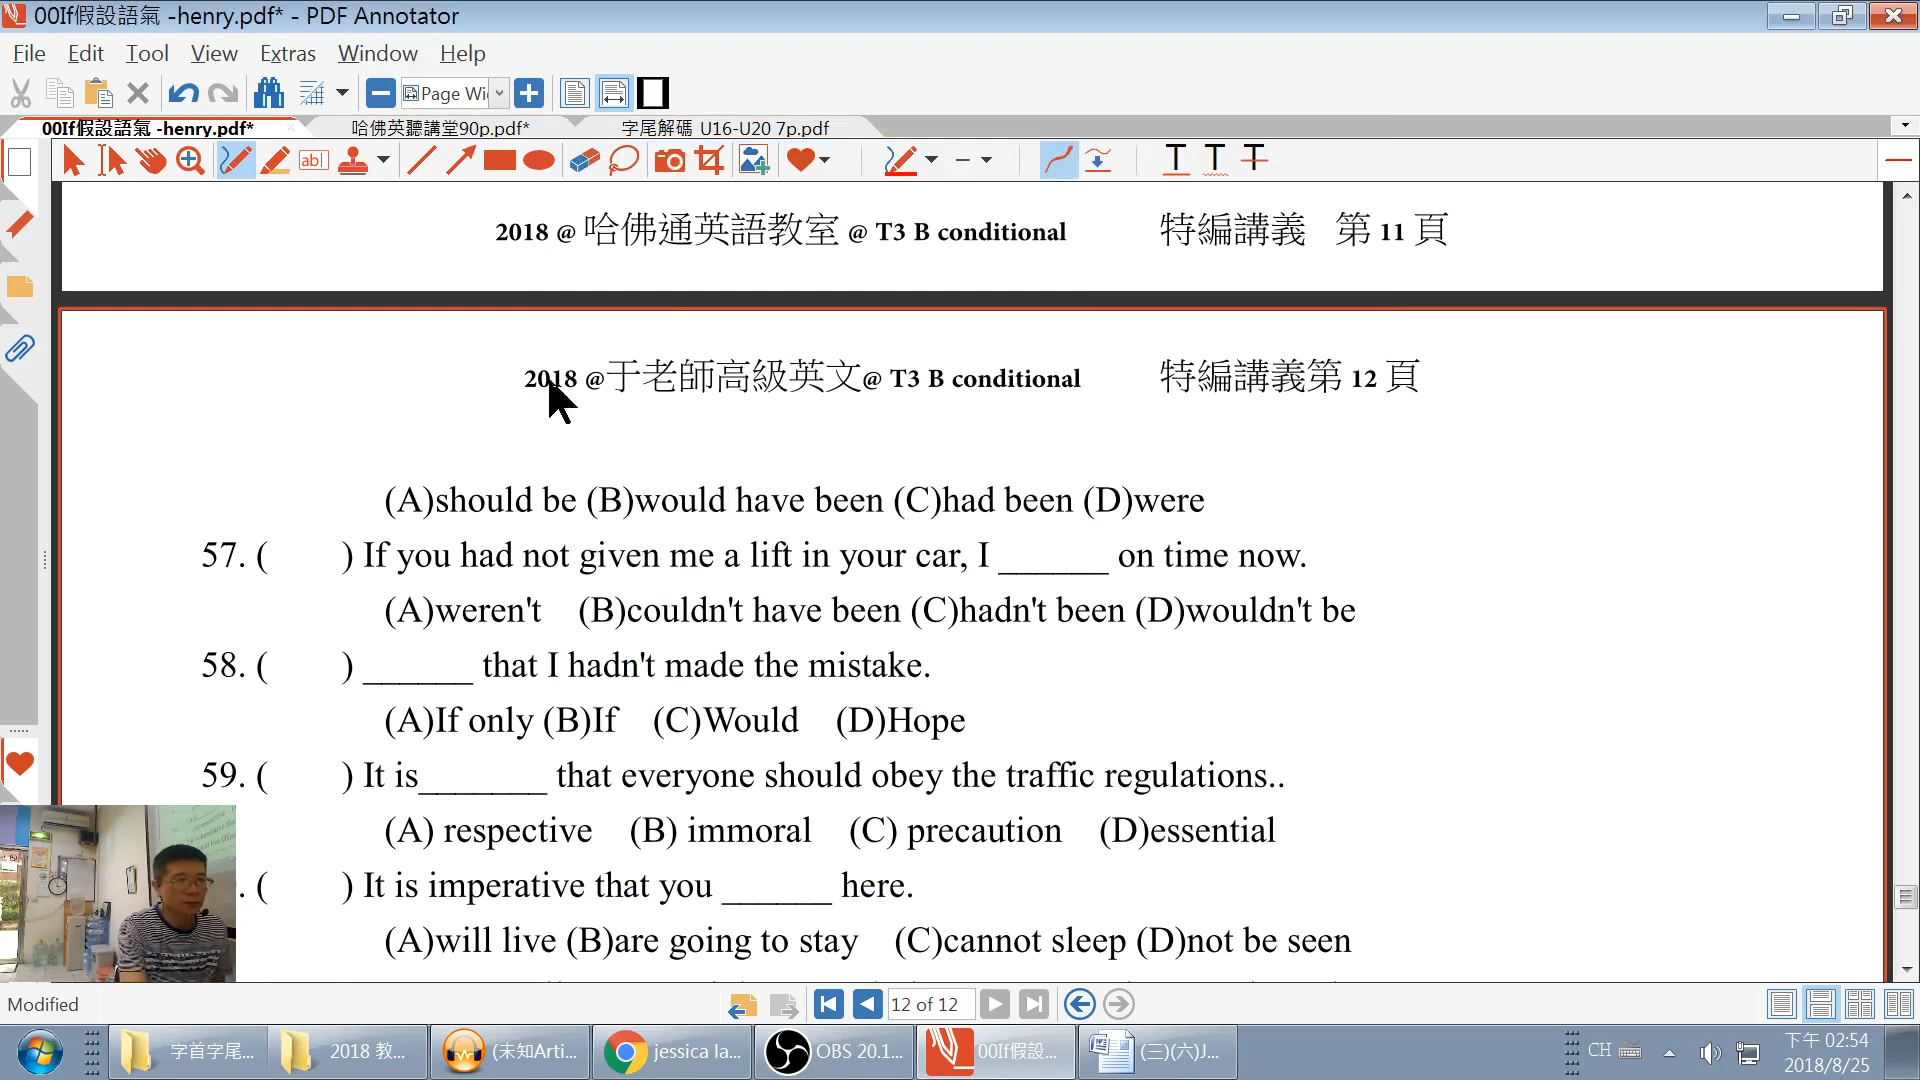 00If假設語氣 -henry.pdf* - PDF Annotator
File Edit Tool View Extras Window Help
Page Wi
00If假設語氣 -henry.pdf* 哈佛英聽講堂90p.pdf* 字尾解碼 U16-U20 7p.pdf
ab|
T T T
2018 @ 哈佛通英語教室 @ T3 B conditional 特編講義 第 11 頁
2018 @于老師高級英文@ T3 B conditional 特編講義第 12 頁
(A)should be (B)would have been (C)had been (D)were
57. ( ) If you had not given me a lift in your car, I ______ on time now.
(A)weren't (B)couldn't have been (C)hadn't been (D)wouldn't be
58. ( ) ______ that I hadn't made the mistake.
(A)If only (B)If (C)Would (D)Hope
59. ( ) It is_______ that everyone should obey the traffic regulations..
(A) respective (B) immoral (C) precaution (D)essential
. ( ) It is imperative that you ______ here.
(A)will live (B)are going to stay (C)cannot sleep (D)not be seen
Modified
12 of 12
字首字尾... 2018 教... (未知Arti... jessica la... OBS 20.1... 00If假設... (三)(六)J...
CH
下午 02:54
2018/8/25